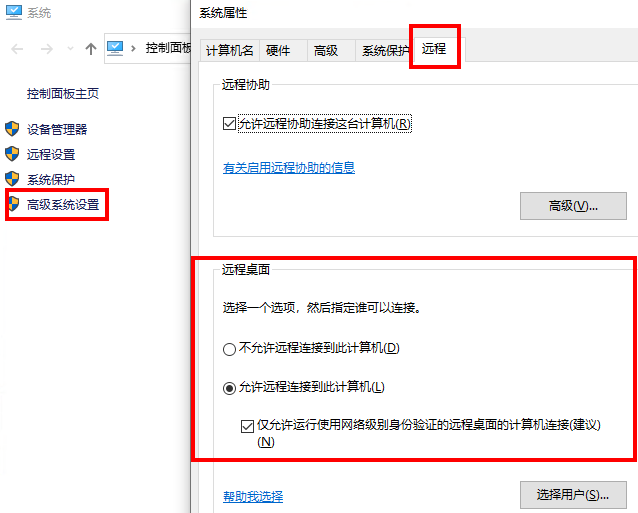 系统
控制面板
控制面板主页
设备管理器
远程设置
系统保护
高级系统设置
系统属性
计算机名 硬件 高级 系统保护 远程
远程协助
允许远程协助连接这台计算机(R)
有关启用远程协助的信息
高级(V)...
远程桌面
选择一个选项，然后指定谁可以连接。
不允许远程连接到此计算机(D)
允许远程连接到此计算机(L)
仅允许运行使用网络级别身份验证的远程桌面的计算机连接(建议)
(N)
帮助我选择
选择用户(S)...